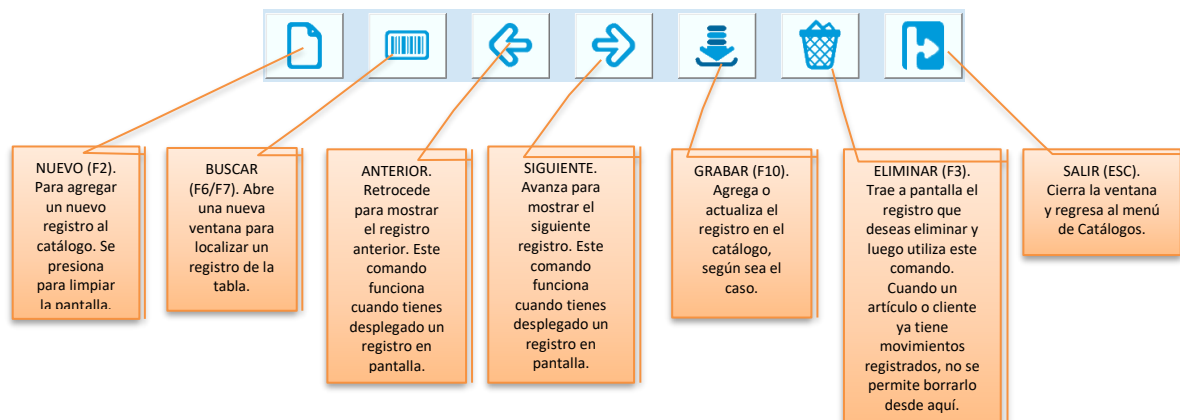 NUEVO (F2).
Para agregar
un nuevo
registro al
catálogo. Se
presiona
para limpiar
la pantalla.
BUSCAR
(F6/F7). Abre
una nueva
ventana para
localizar un
registro de la
tabla.
ANTERIOR.
Retrocede
para mostrar
el registro
anterior. Este
comando
funciona
cuando tienes
desplegado un
registro en
pantalla.
SIGUIENTE.
Avanza para
mostrar el
siguiente
registro. Este
comando
funciona
cuando tienes
desplegado un
registro en
pantalla.
GRABAR (F10).
Agrega o
actualiza el
registro en el
catálogo,
según sea el
caso.
ELIMINAR (F3).
Trae a pantalla el
registro que
deseas eliminar y
luego utiliza este
comando.
Cuando un
artículo o cliente
ya tiene
movimientos
registrados, no se
permite borrarlo
desde aquí.
SALIR (ESC).
Cierra la ventana
y regresa al menú
de Catálogos.